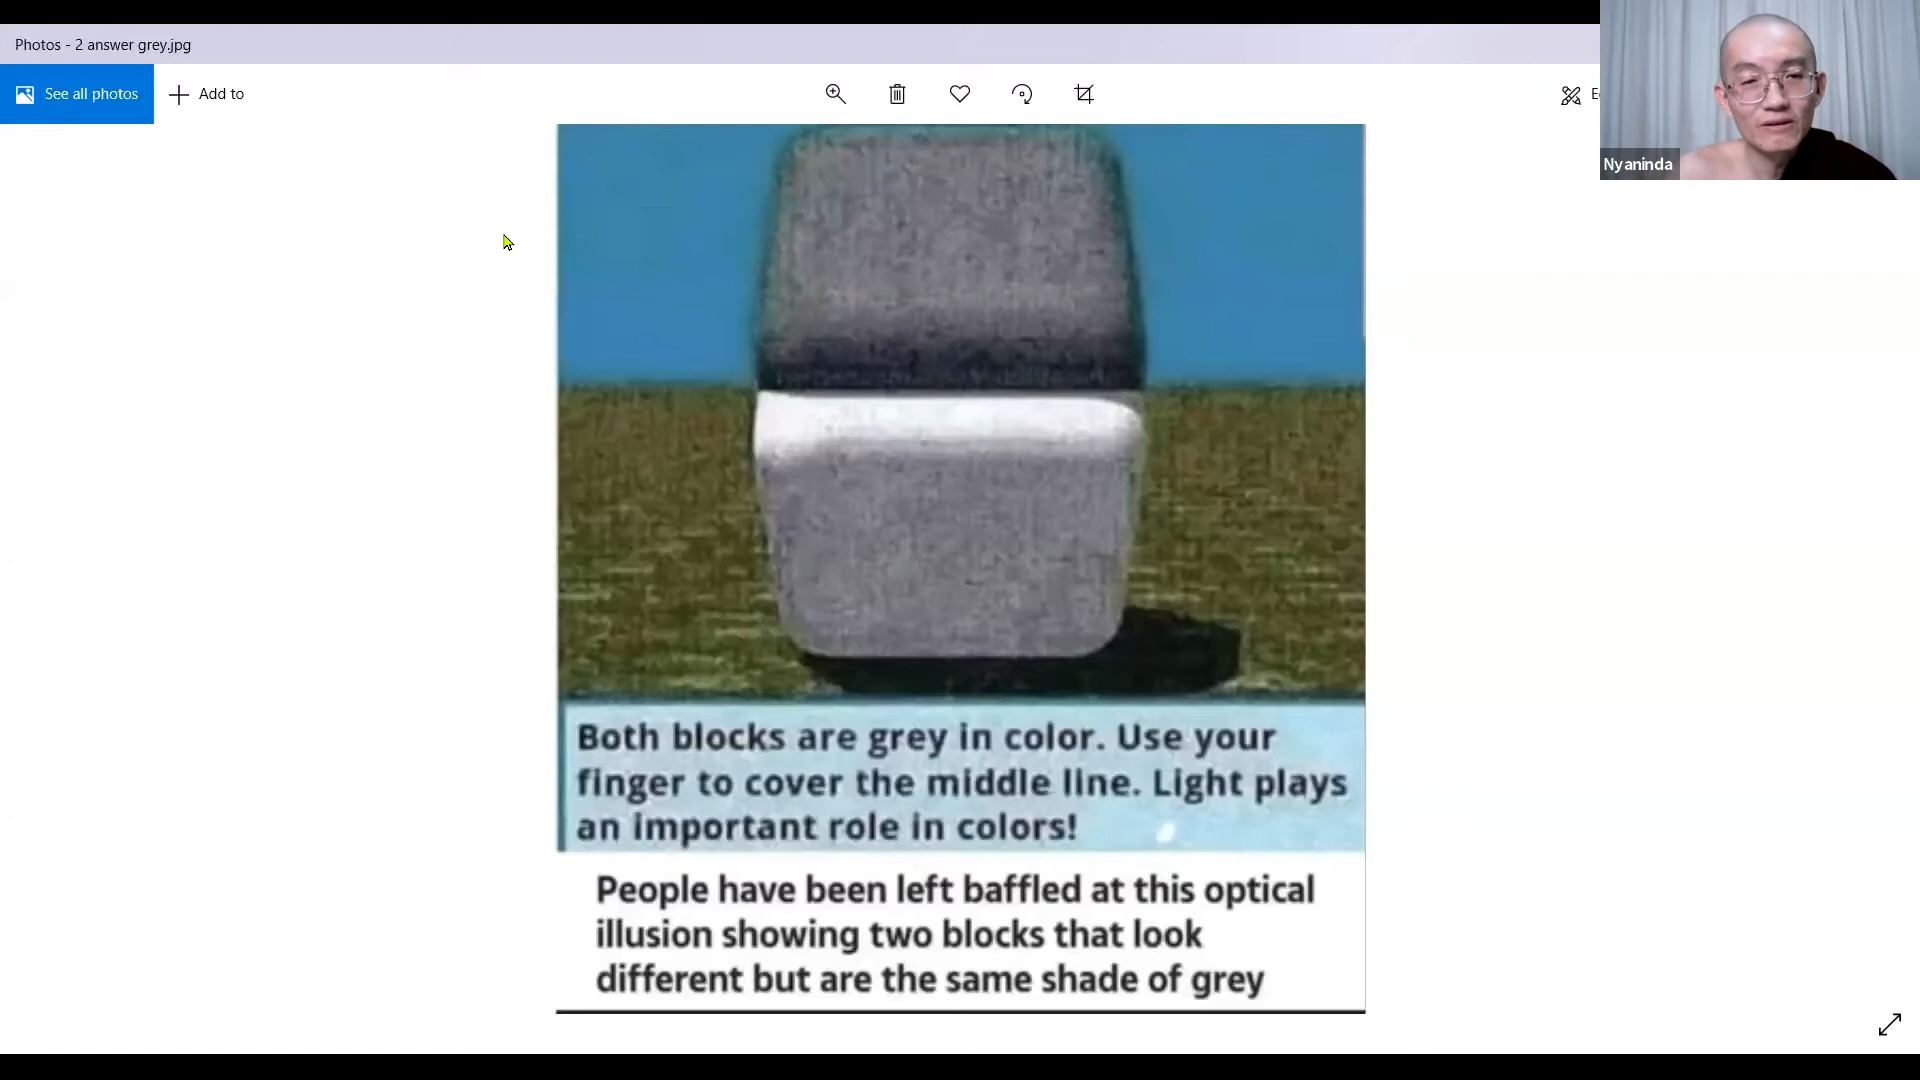 Photos - 2 answer grey.jpg
See all photos
Add to
Nyaninda
Both blocks are grey in color. Use your
finger to cover the middle line. Light plays
an important role in colors!
People have been left baffled at this optical
illusion showing two blocks that look
different but are the same shade of grey